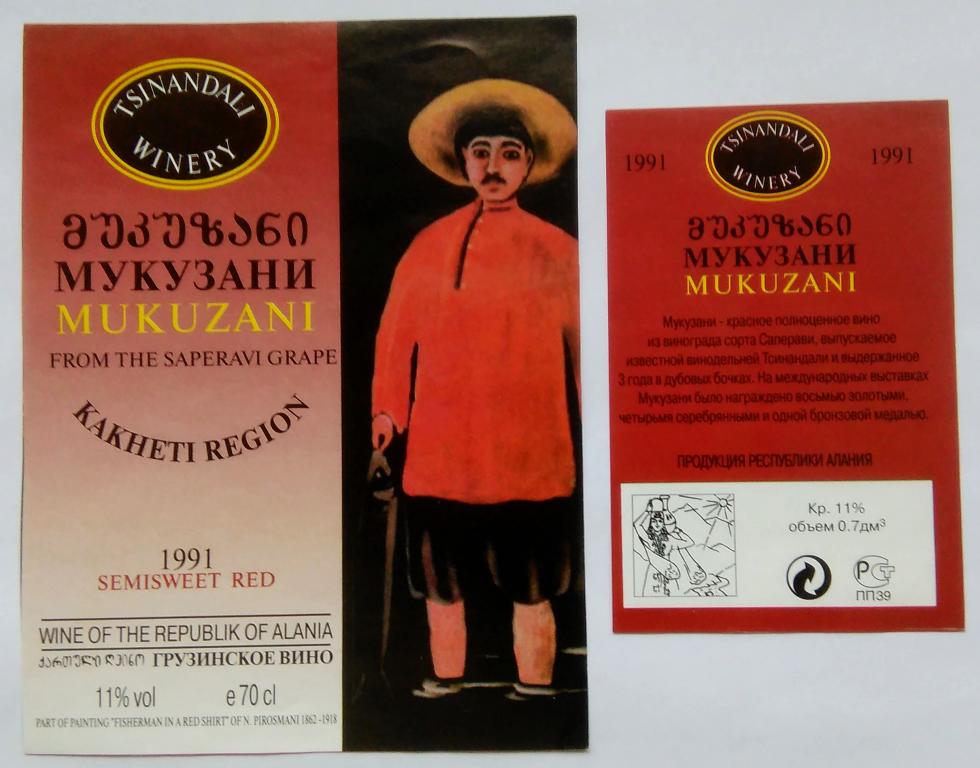 TSINANDALI
WINERY
მუკუზანი
МУКУЗАНИ
MUKUZANI
FROM THE SAPERAVI GRAPE
KAKHETI REGION
1991
SEMISWEET RED
WINE OF THE REPUBLIK OF ALANIA
ქართული ღვინო ГРУЗИНСКОЕ ВИНО
11% vol e 70 cl
PART OF PAINTING "FISHERMAN IN A RED SHIRT" OF N. PIROSMANI 1862 - 1918
1991 TSINANDALI 1991
WINERY
მუკუზანი
МУКУЗАНИ
MUKUZANI
Мукузани - красное полноценное вино
из винограда сорта Саперави, выпускаемое
известной винодельней Тсинандали и выдержанное
3 года в дубовых бочках. На международных выставках
Мукузани было награждено восьмью золотыми,
четырьмя серебрянными и одной бронзовой медалью.
ПРОДУКЦИЯ РЕСПУБЛИКИ АЛАНИЯ
Кр. 11%
объем 0.7дм³
РСТ
ПП39